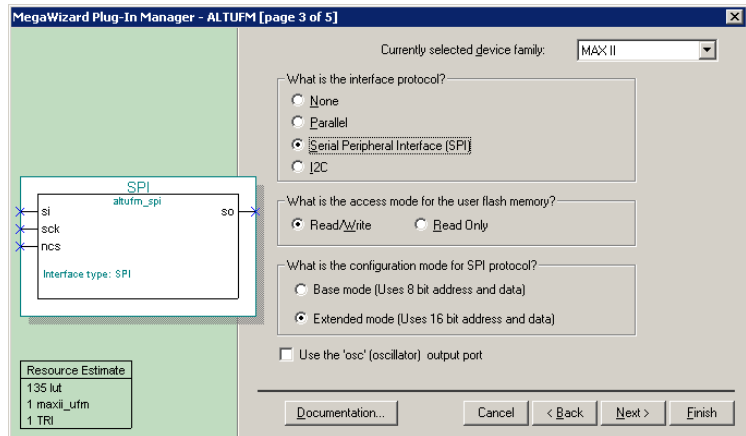 MegaWizard Plug-In Manager - ALTUFM [page 3 of 5]
Currently selected device family:
MAX II
What is the interface protocol?
None
Parallel
Serial Peripheral Interface (SPI)
I2C
SPI
altufm_spi
si
so
sck
ncs
Interface type: SPI
What is the access mode for the user flash memory?
Read/Write
Read Only
What is the configuration mode for SPI protocol?
Base mode (Uses 8 bit address and data)
Extended mode (Uses 16 bit address and data)
Use the 'osc' (oscillator) output port
Resource Estimate
135 lut
1 maxii_ufm
1 TRI
Documentation...
Cancel
< Back
Next >
Finish